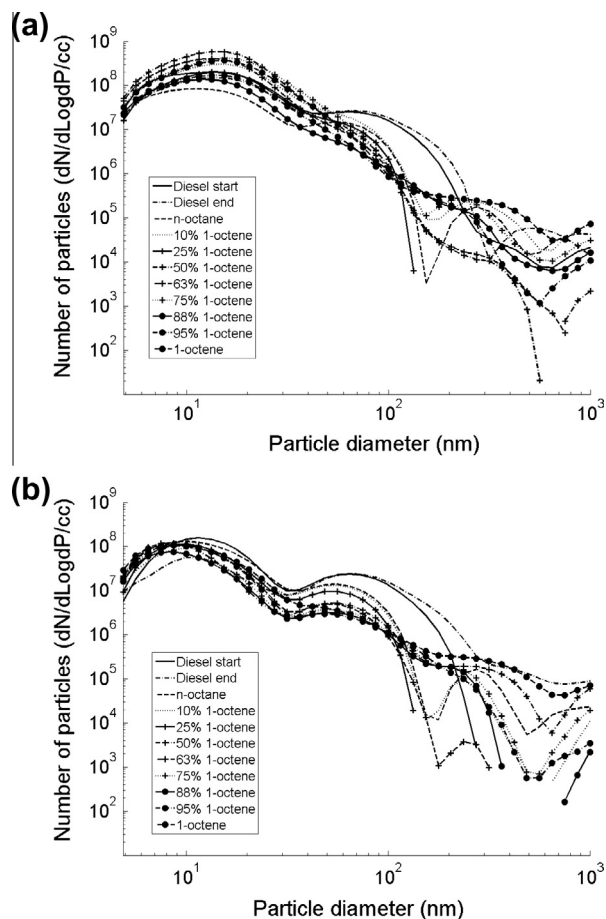 (a)
Number of particles (dN/dLogdP/cc)
10^9
10^8
10^7
10^6
10^5
10^4
10^3
10^2
Diesel start
Diesel end
n-octane
10% 1-octene
25% 1-octene
50% 1-octene
63% 1-octene
75% 1-octene
88% 1-octene
95% 1-octene
1-octene
10^1
10^2
10^3
Particle diameter (nm)
(b)
Number of particles (dN/dLogdP/cc)
10^9
10^8
10^7
10^6
10^5
10^4
10^3
10^2
Diesel start
Diesel end
n-octane
10% 1-octene
25% 1-octene
50% 1-octene
63% 1-octene
75% 1-octene
88% 1-octene
95% 1-octene
1-octene
10^1
10^2
10^3
Particle diameter (nm)